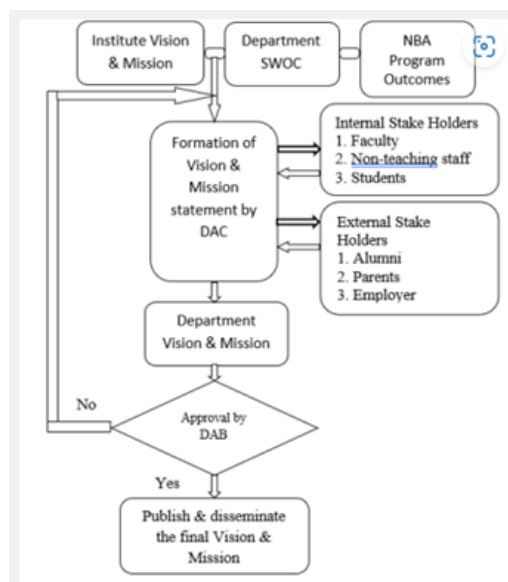 Institute Vision
& Mission
Department
SWOC
NBA
Program
Outcomes
Formation of
Vision &
Mission
statement by
DAC
Internal Stake Holders
1. Faculty
2. Non-teaching staff
3. Students
External Stake
Holders
1. Alumni
2. Parents
3. Employer
Department
Vision & Mission
No
Approval by
DAB
Yes
Publish & disseminate
the final Vision &
Mission